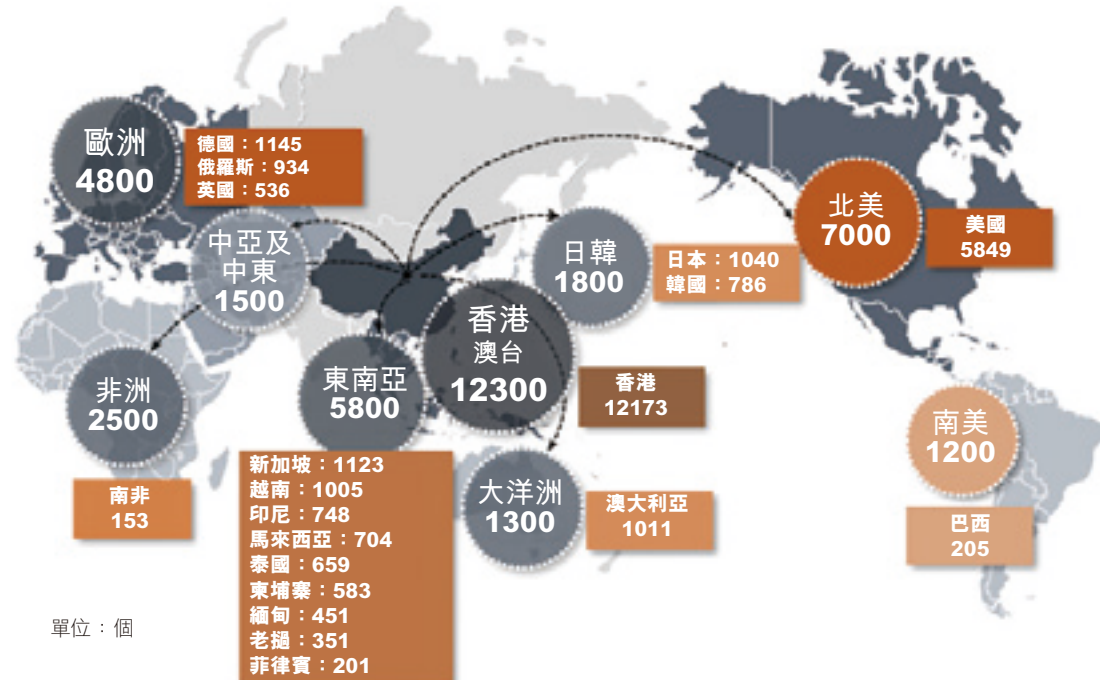 歐洲
4800
德國：1145
俄羅斯：934
英國：536
中亞及
中東
1500
日韓
1800
日本：1040
韓國：786
北美
7000
美國
5849
香港
澳台
12300
香港
12173
東南亞
5800
新加坡：1123
越南：1005
印尼：748
馬來西亞：704
泰國：659
柬埔寨：583
緬甸：451
老撾：351
菲律賓：201
非洲
2500
南非
153
大洋洲
1300
澳大利亞
1011
南美
1200
巴西
205
單位：個